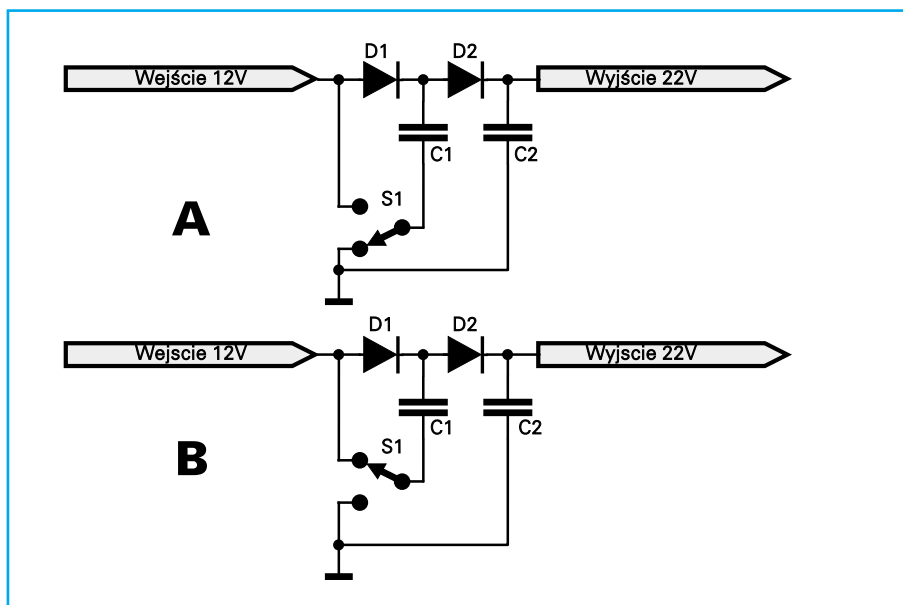 D1 D2
Wejście 12V Wyjście 22V
C1 C2
S1
A
D1 D2
Wejscie 12V Wyjscie 22V
C1 C2
S1
B